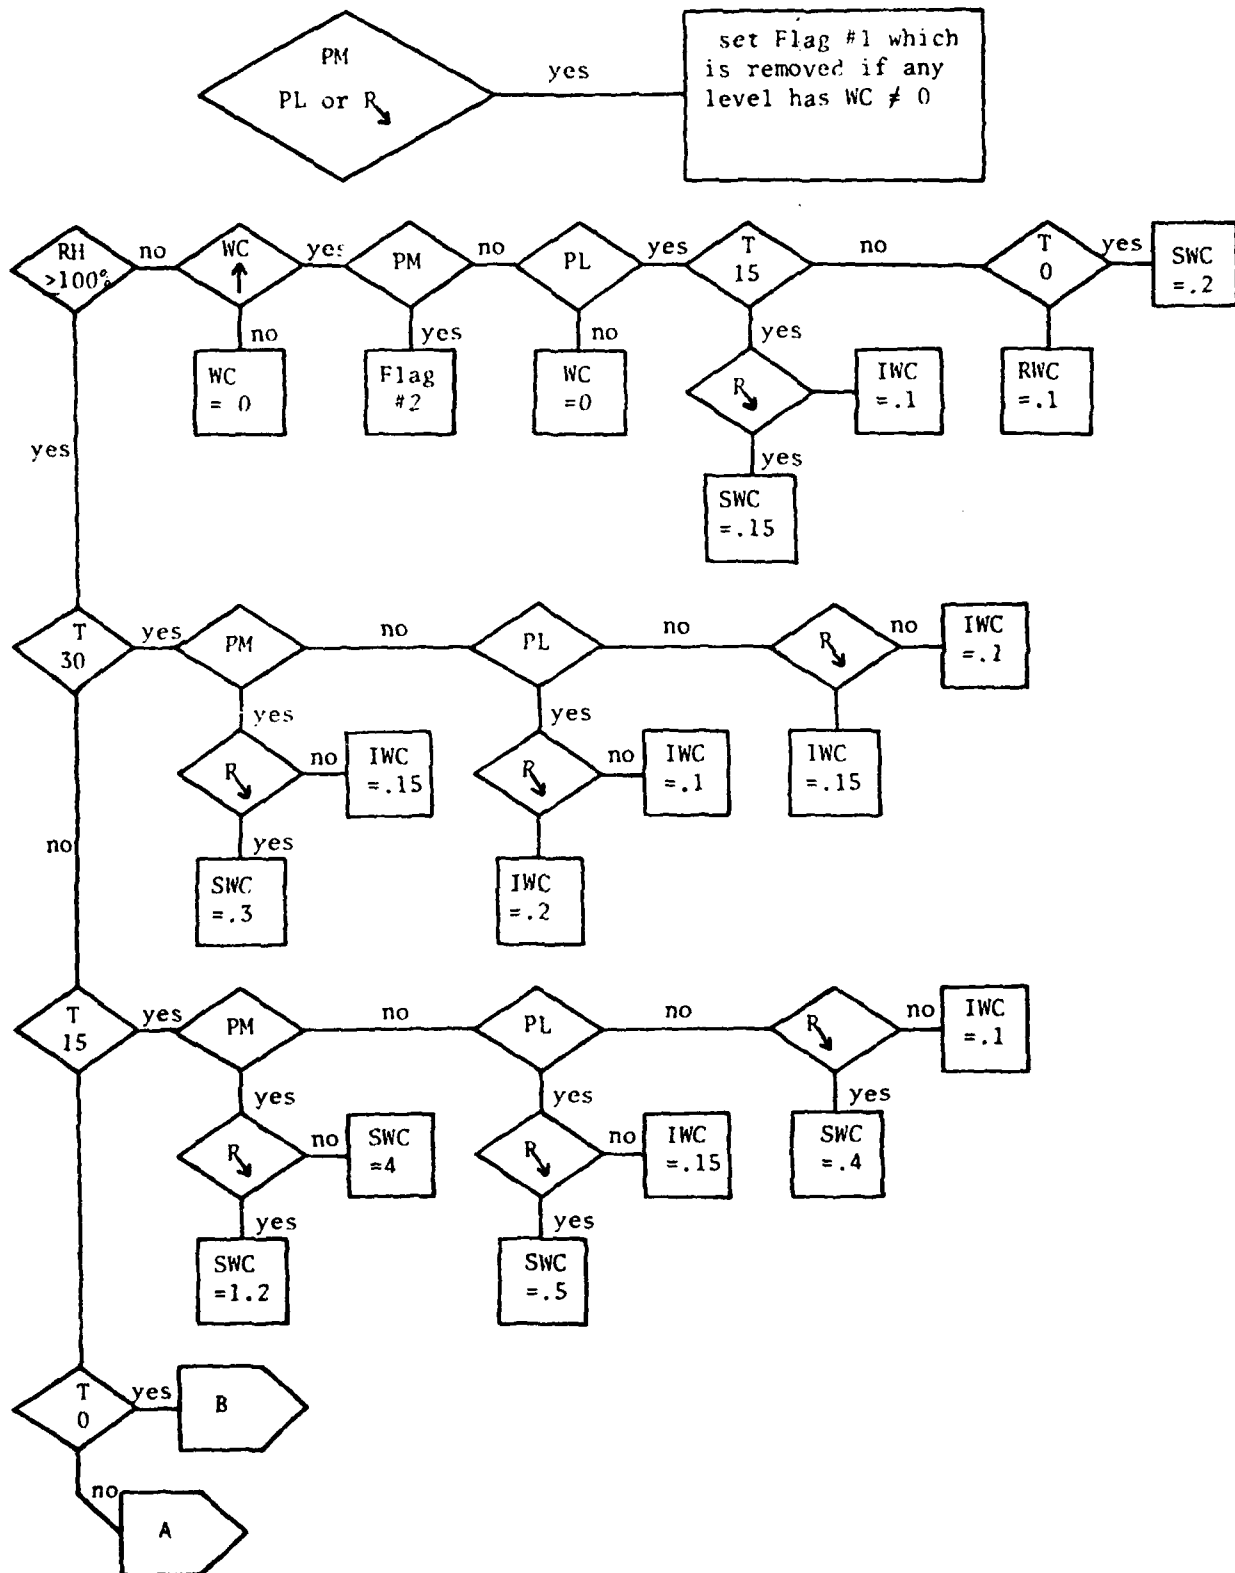 PM
PL or R↘
yes
set Flag #1 which
is removed if any
level has WC ≠ 0
RH
≥100%
no
WC
↑
yes
PM
no
PL
yes
T
15
no
T
0
yes
SWC
=.2
no
WC
= 0
yes
Flag
#2
no
WC
=0
yes
R↘
IWC
=.1
RWC
=.1
yes
SWC
=.15
yes
T
30
yes
PM
no
PL
no
R↘
no
IWC
=.1
yes
R↘
no
IWC
=.15
yes
R↘
no
IWC
=.1
IWC
=.15
yes
SWC
=.3
IWC
=.2
no
T
15
yes
PM
no
PL
no
R↘
no
IWC
=.1
yes
R↘
no
SWC
=4
yes
R↘
no
IWC
=.15
yes
SWC
=.4
yes
SWC
=1.2
yes
SWC
=.5
T
0
yes
B
no
A